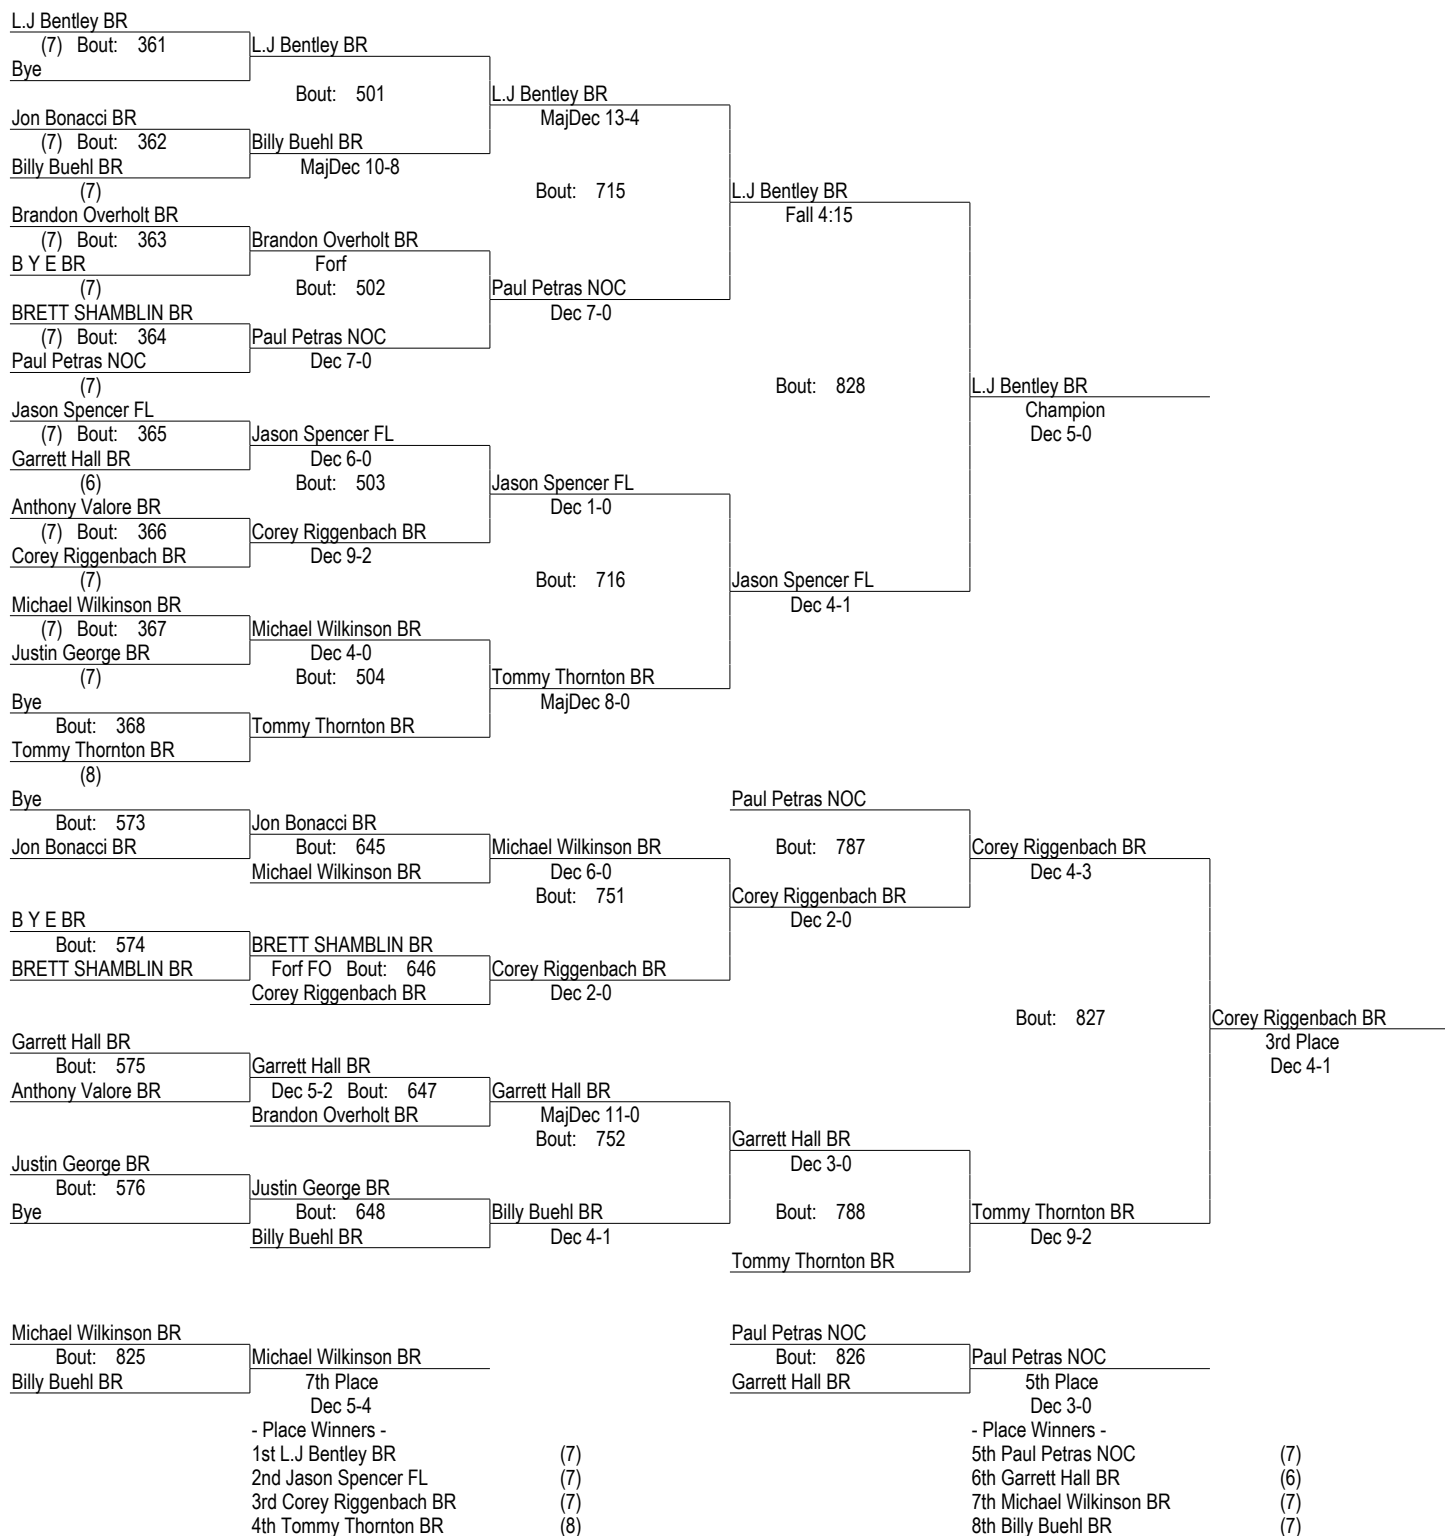 L.J Bentley BR
(7) Bout: 361 L.J Bentley BR
Bye
Bout: 501 L.J Bentley BR
Jon Bonacci BR MajDec 13-4
(7) Bout: 362 Billy Buehl BR
Billy Buehl BR MajDec 10-8
(7) Bout: 715 L.J Bentley BR
Brandon Overholt BR Fall 4:15
(7) Bout: 363 Brandon Overholt BR
B Y E BR Forf
(7) Bout: 502 Paul Petras NOC
BRETT SHAMBLIN BR Dec 7-0
(7) Bout: 364 Paul Petras NOC
Paul Petras NOC Dec 7-0
(7) Bout: 828 L.J Bentley BR
Jason Spencer FL Champion
(7) Bout: 365 Jason Spencer FL Dec 5-0
Garrett Hall BR Dec 6-0
(6) Bout: 503 Jason Spencer FL
Anthony Valore BR Dec 1-0
(7) Bout: 366 Corey Riggenbach BR
Corey Riggenbach BR Dec 9-2
(7) Bout: 716 Jason Spencer FL
Michael Wilkinson BR Dec 4-1
(7) Bout: 367 Michael Wilkinson BR
Justin George BR Dec 4-0
(7) Bout: 504 Tommy Thornton BR
Bye MajDec 8-0
Bout: 368 Tommy Thornton BR
Tommy Thornton BR
(8)
Bye Paul Petras NOC
Bout: 573 Jon Bonacci BR
Jon Bonacci BR Bout: 645 Michael Wilkinson BR Bout: 787 Corey Riggenbach BR
Michael Wilkinson BR Dec 6-0 Dec 4-3
Bout: 751 Corey Riggenbach BR
B Y E BR Dec 2-0
Bout: 574 BRETT SHAMBLIN BR
BRETT SHAMBLIN BR Forf FO Bout: 646 Corey Riggenbach BR
Corey Riggenbach BR Dec 2-0
Bout: 827 Corey Riggenbach BR
Garrett Hall BR 3rd Place
Bout: 575 Garrett Hall BR Dec 4-1
Anthony Valore BR Dec 5-2 Bout: 647 Garrett Hall BR
Brandon Overholt BR MajDec 11-0
Bout: 752 Garrett Hall BR
Justin George BR Dec 3-0
Bout: 576 Justin George BR
Bye Bout: 648 Billy Buehl BR Bout: 788 Tommy Thornton BR
Billy Buehl BR Dec 4-1 Dec 9-2
Tommy Thornton BR
Michael Wilkinson BR Paul Petras NOC
Bout: 825 Michael Wilkinson BR Bout: 826 Paul Petras NOC
Billy Buehl BR 7th Place Garrett Hall BR 5th Place
Dec 5-4 Dec 3-0
- Place Winners - - Place Winners -
1st L.J Bentley BR (7) 5th Paul Petras NOC (7)
2nd Jason Spencer FL (7) 6th Garrett Hall BR (6)
3rd Corey Riggenbach BR (7) 7th Michael Wilkinson BR (7)
4th Tommy Thornton BR (8) 8th Billy Buehl BR (7)